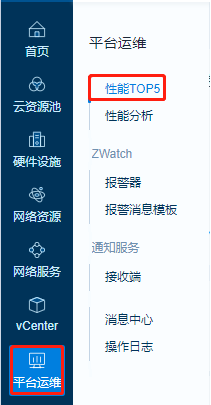 首页
云资源池
硬件设施
网络资源
网络服务
vCenter
平台运维
平台运维
性能TOP5
性能分析
ZWatch
报警器
报警消息模板
通知服务
接收端
消息中心
操作日志